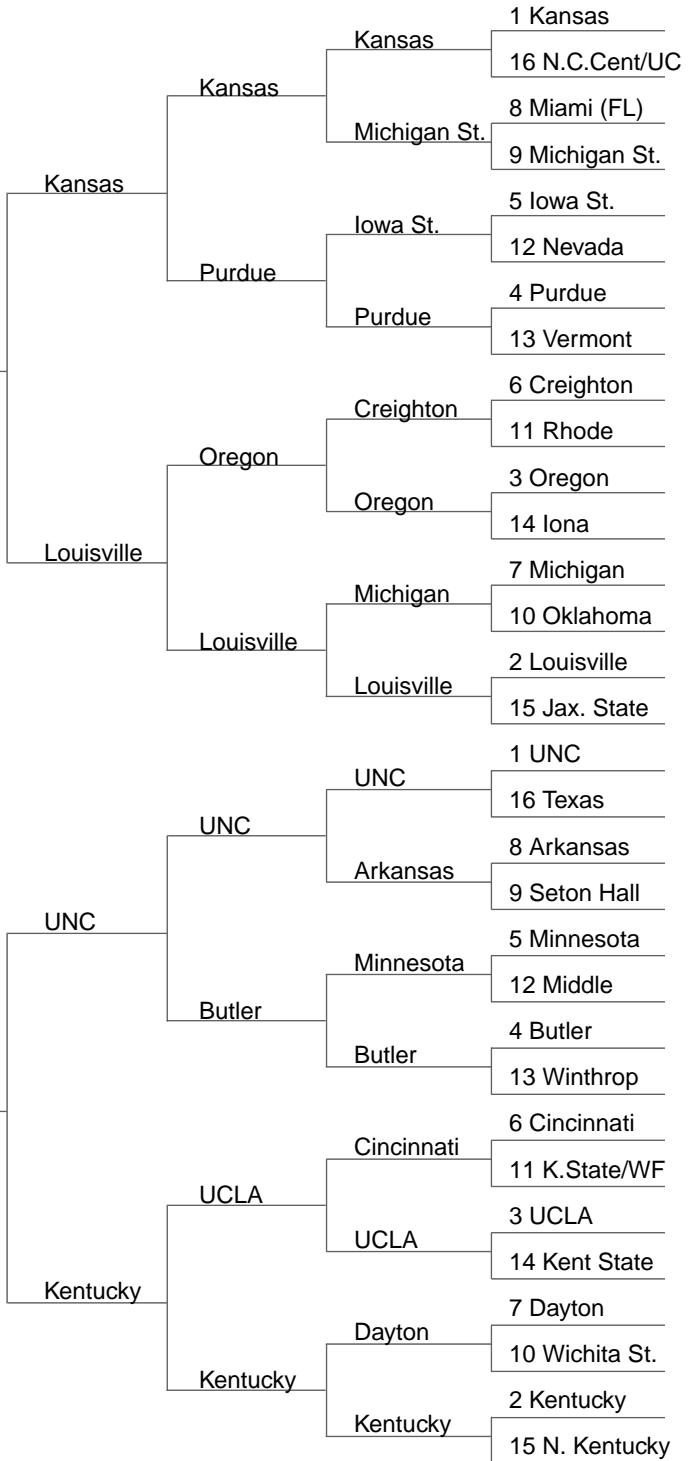 1 Kansas
Kansas
16 N.C.Cent/UC
Kansas
8 Miami (FL)
Michigan St.
9 Michigan St.
Kansas
5 Iowa St.
Iowa St.
12 Nevada
Purdue
4 Purdue
Purdue
13 Vermont
6 Creighton
Creighton
11 Rhode
Oregon
3 Oregon
Oregon
14 Iona
Louisville
7 Michigan
Michigan
10 Oklahoma
Louisville
2 Louisville
Louisville
15 Jax. State
1 UNC
UNC
16 Texas
UNC
8 Arkansas
Arkansas
9 Seton Hall
UNC
5 Minnesota
Minnesota
12 Middle
Butler
4 Butler
Butler
13 Winthrop
6 Cincinnati
Cincinnati
11 K.State/WF
UCLA
3 UCLA
UCLA
14 Kent State
Kentucky
7 Dayton
Dayton
10 Wichita St.
Kentucky
2 Kentucky
Kentucky
15 N. Kentucky